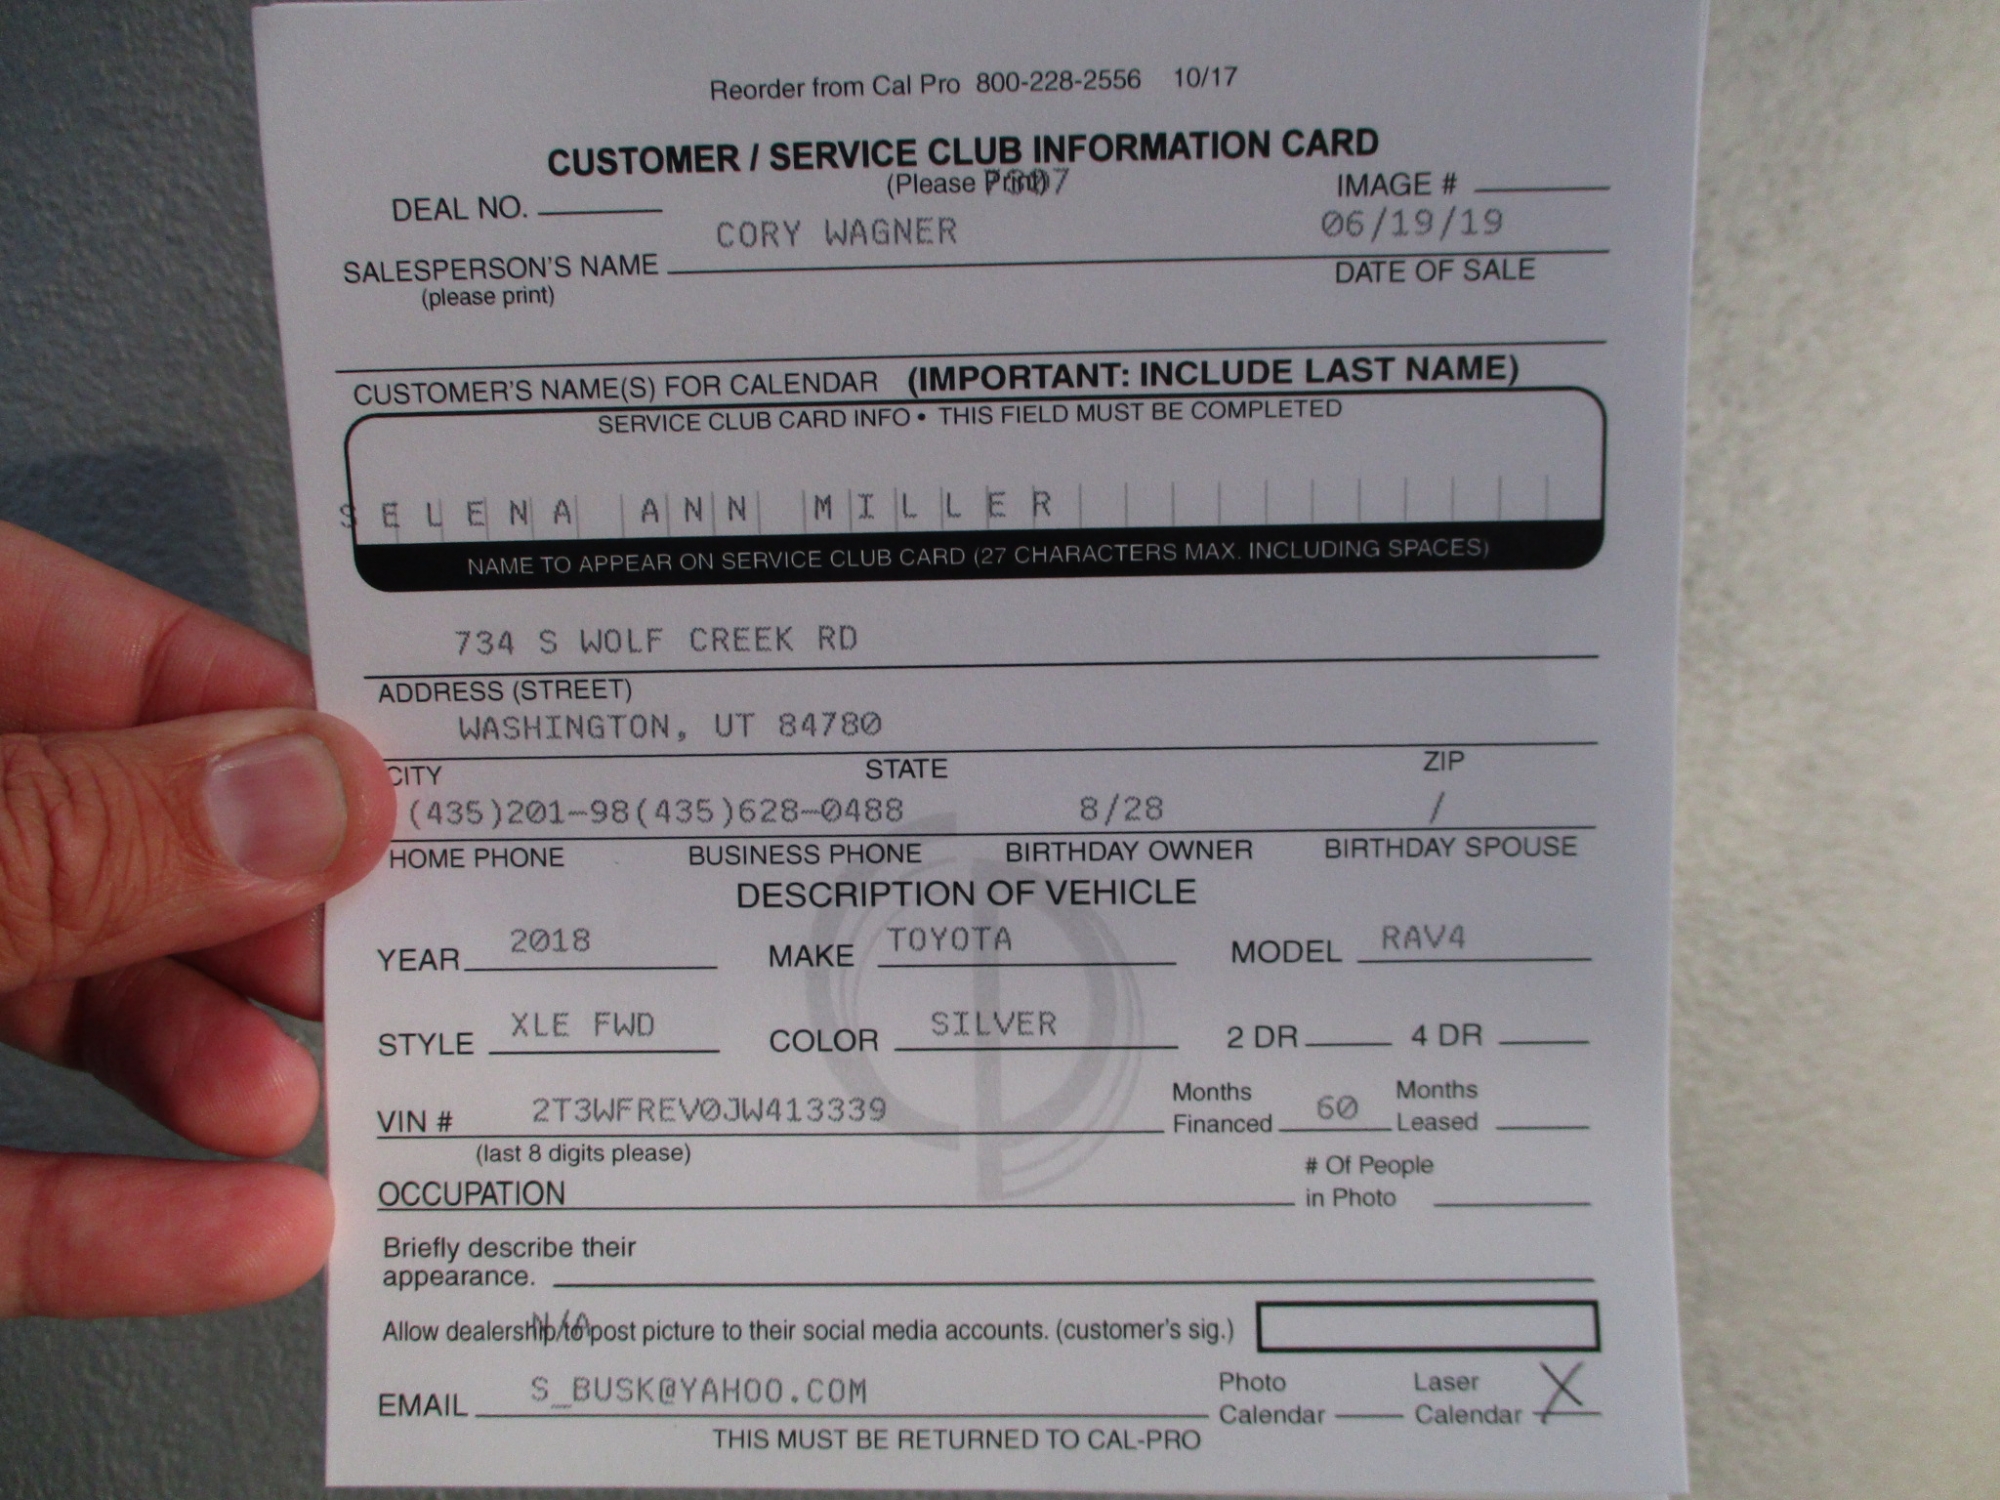 Reorder from Cal Pro 800-228-2556 10/17
CUSTOMER / SERVICE CLUB INFORMATION CARD
(Please Print)
DEAL NO. IMAGE #
CORY WAGNER 06/19/19
SALESPERSON'S NAME DATE OF SALE
(please print)
CUSTOMER'S NAME(S) FOR CALENDAR (IMPORTANT: INCLUDE LAST NAME)
SERVICE CLUB CARD INFO • THIS FIELD MUST BE COMPLETED
SELENA ANN MILLER
NAME TO APPEAR ON SERVICE CLUB CARD (27 CHARACTERS MAX. INCLUDING SPACES)
734 S WOLF CREEK RD
ADDRESS (STREET)
WASHINGTON, UT 84780
CITY STATE ZIP
(435)201-98(435)628-0488 8/28 /
HOME PHONE BUSINESS PHONE BIRTHDAY OWNER BIRTHDAY SPOUSE
DESCRIPTION OF VEHICLE
YEAR 2018 MAKE TOYOTA MODEL RAV4
STYLE XLE FWD COLOR SILVER 2 DR 4 DR
VIN # 2T3WFREV0JW413339 Months Financed 60 Months Leased
(last 8 digits please)
OCCUPATION # Of People in Photo
Briefly describe their
appearance.
N/A
Allow dealership to post picture to their social media accounts. (customer's sig.)
EMAIL S_BUSK@YAHOO.COM Photo Calendar Laser Calendar X
THIS MUST BE RETURNED TO CAL-PRO